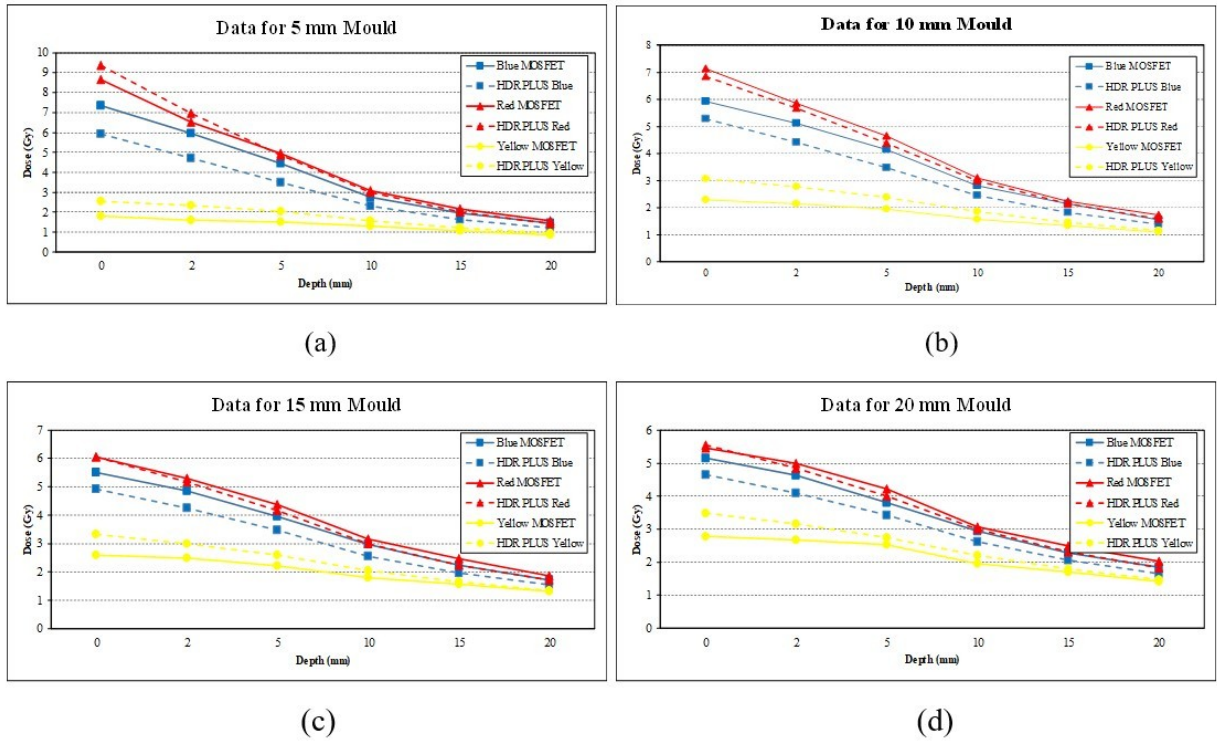 Data for 5 mm Mould
10
9
8
7
6
5
4
3
2
1
0
Dose (Gy)
0 2 5 10 15 20
Depth (mm)
Blue MOSFET
HDR PLUS Blue
Red MOSFET
HDR PLUS Red
Yellow MOSFET
HDR PLUS Yellow
(a)
Data for 10 mm Mould
8
7
6
5
4
3
2
1
0
Dose (Gy)
0 2 5 10 15 20
Depth (mm)
Blue MOSFET
HDR PLUS Blue
Red MOSFET
HDR PLUS Red
Yellow MOSFET
HDR PLUS Yellow
(b)
Data for 15 mm Mould
7
6
5
4
3
2
1
0
Dose (Gy)
0 2 5 10 15 20
Depth (mm)
Blue MOSFET
HDR PLUS Blue
Red MOSFET
HDR PLUS Red
Yellow MOSFET
HDR PLUS Yellow
(c)
Data for 20 mm Mould
6
5
4
3
2
1
0
Dose (Gy)
0 2 5 10 15 20
Depth (mm)
Blue MOSFET
HDR PLUS Blue
Red MOSFET
HDR PLUS Red
Yellow MOSFET
HDR PLUS Yellow
(d)